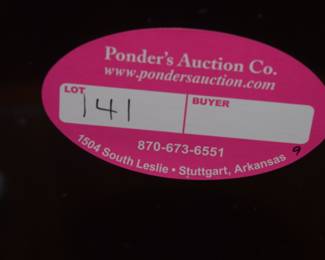 Ponder's Auction Co.
www.pondersauction.com
LOT
141
BUYER
870-673-6551
1504 South Leslie • Stuttgart, Arkansas
9